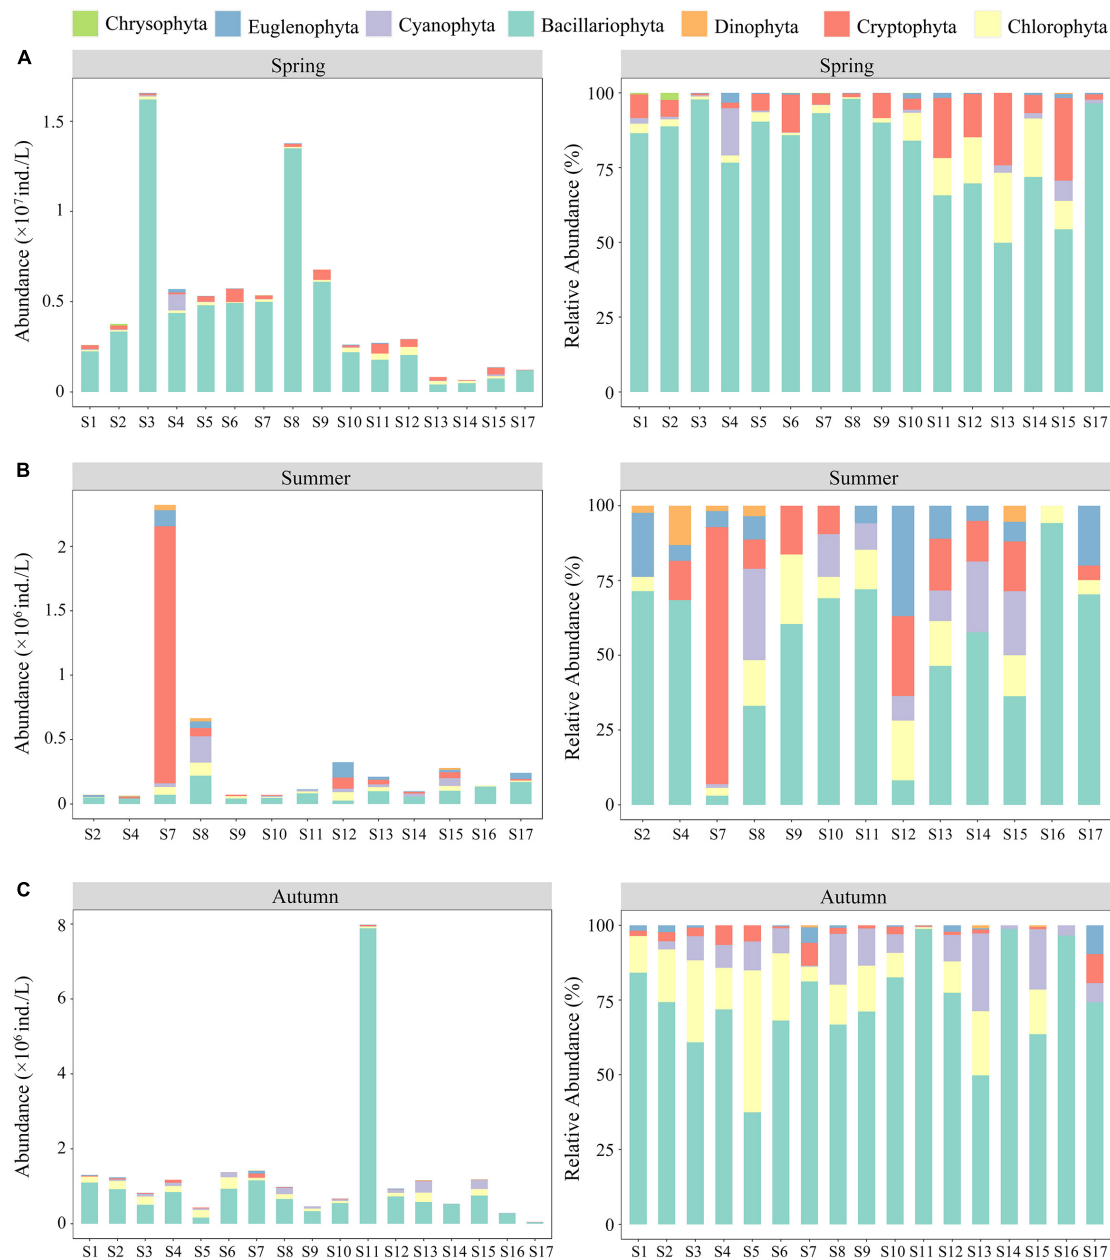 Chrysophyta Euglenophyta Cyanophyta Bacillariophyta Dinophyta Cryptophyta Chlorophyta
A
Spring
Abundance (×10⁷ind./L)
1.5
1
0.5
0
S1 S2 S3 S4 S5 S6 S7 S8 S9 S10 S11 S12 S13 S14 S15 S17
Spring
Relative Abundance (%)
100
75
50
25
0
S1 S2 S3 S4 S5 S6 S7 S8 S9 S10 S11 S12 S13 S14 S15 S17
B
Summer
Abundance (×10⁶ind./L)
2
1.5
1
0.5
0
S2 S4 S7 S8 S9 S10 S11 S12 S13 S14 S15 S16 S17
Summer
Relative Abundance (%)
100
75
50
25
0
S2 S4 S7 S8 S9 S10 S11 S12 S13 S14 S15 S16 S17
C
Autumn
Abundance (×10⁶ind./L)
8
6
4
2
0
S1 S2 S3 S4 S5 S6 S7 S8 S9 S10 S11 S12 S13 S14 S15 S16 S17
Autumn
Relative Abundance (%)
100
75
50
25
0
S1 S2 S3 S4 S5 S6 S7 S8 S9 S10 S11 S12 S13 S14 S15 S16 S17